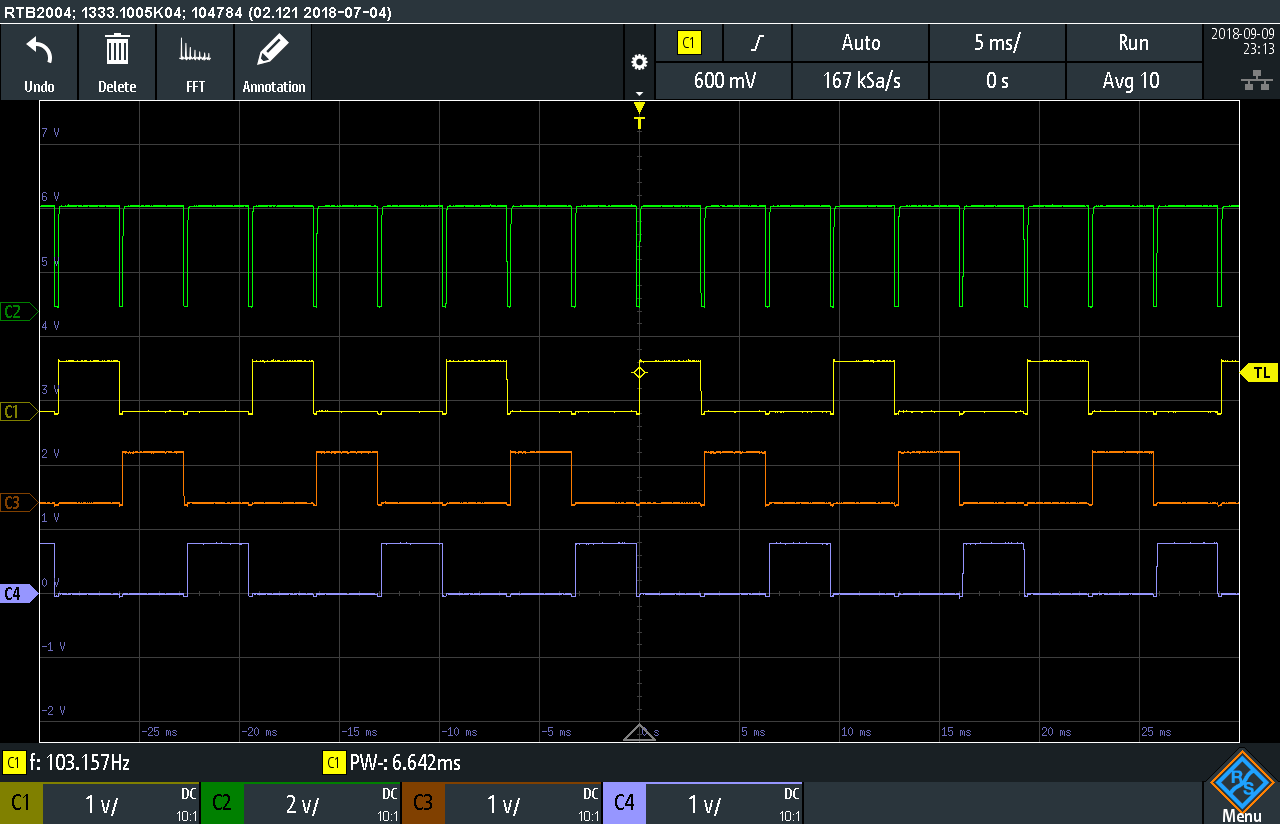 RTB2004; 1333.1005K04; 104784 (02.121 2018-07-04)
Undo
Delete
FFT
Annotation
C1
Auto
5 ms/
Run
2018-09-09
23:13
600 mV
167 kSa/s
0 s
Avg 10
T
7 V
6 V
5 V
C2
4 V
TL
3 V
C1
2 V
C3
1 V
0 V
C4
-1 V
-2 V
-25 ms
-20 ms
-15 ms
-10 ms
-5 ms
0 s
5 ms
10 ms
15 ms
20 ms
25 ms
C1 f: 103.157Hz
C1 PW-: 6.642ms
C1 1 V/ DC 10:1
C2 2 V/ DC 10:1
C3 1 V/ DC 10:1
C4 1 V/ DC 10:1
R S
Menu